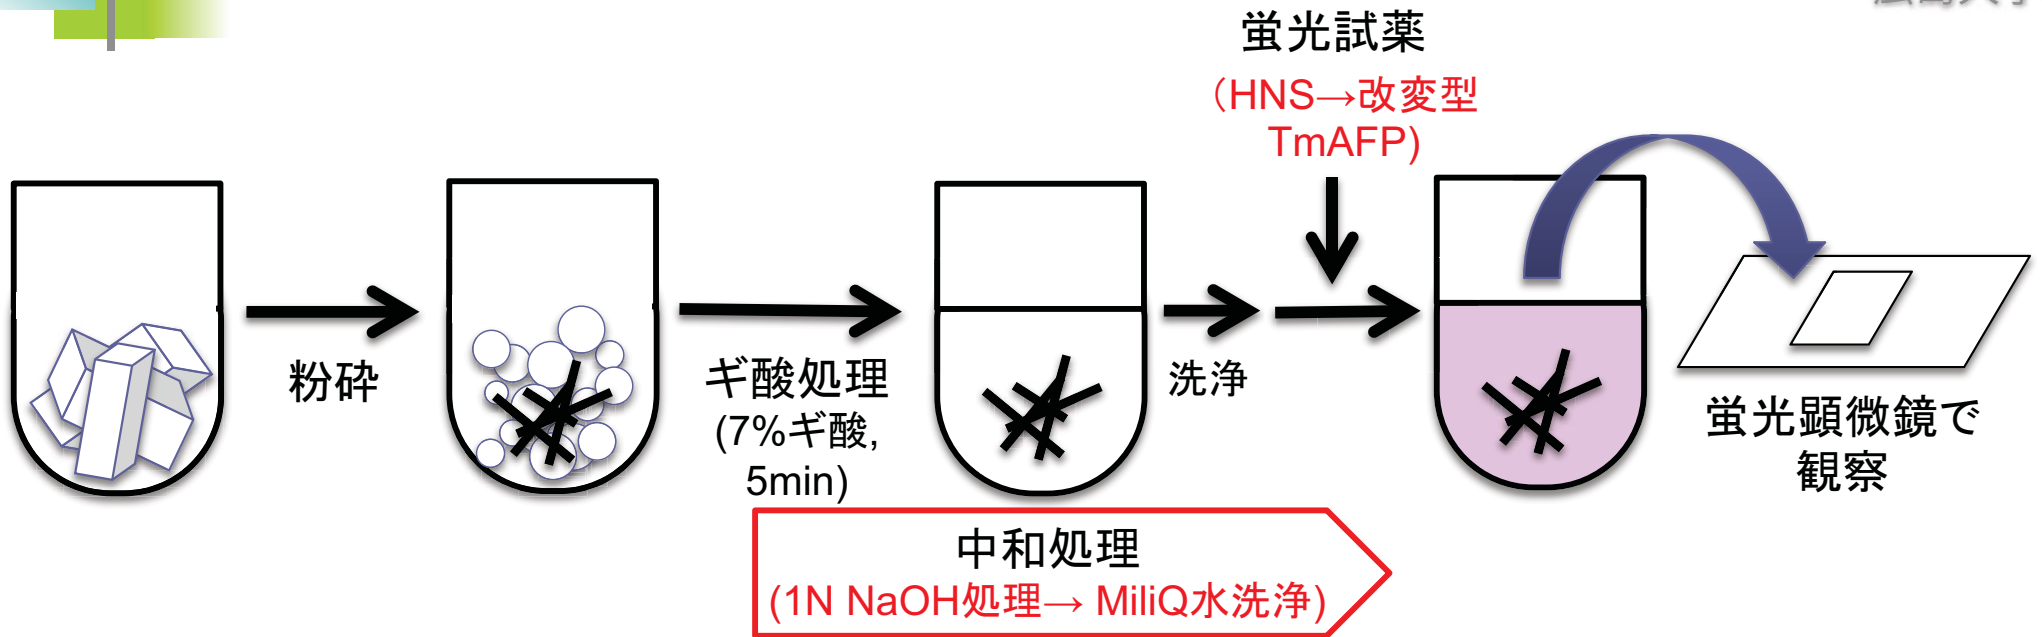 蛍光試薬
（HNS→改変型
TmAFP)
粉砕
ギ酸処理
(7%ギ酸,
5min)
洗浄
蛍光顕微鏡で
観察
中和処理
(1N NaOH処理→ MiliQ水洗浄)